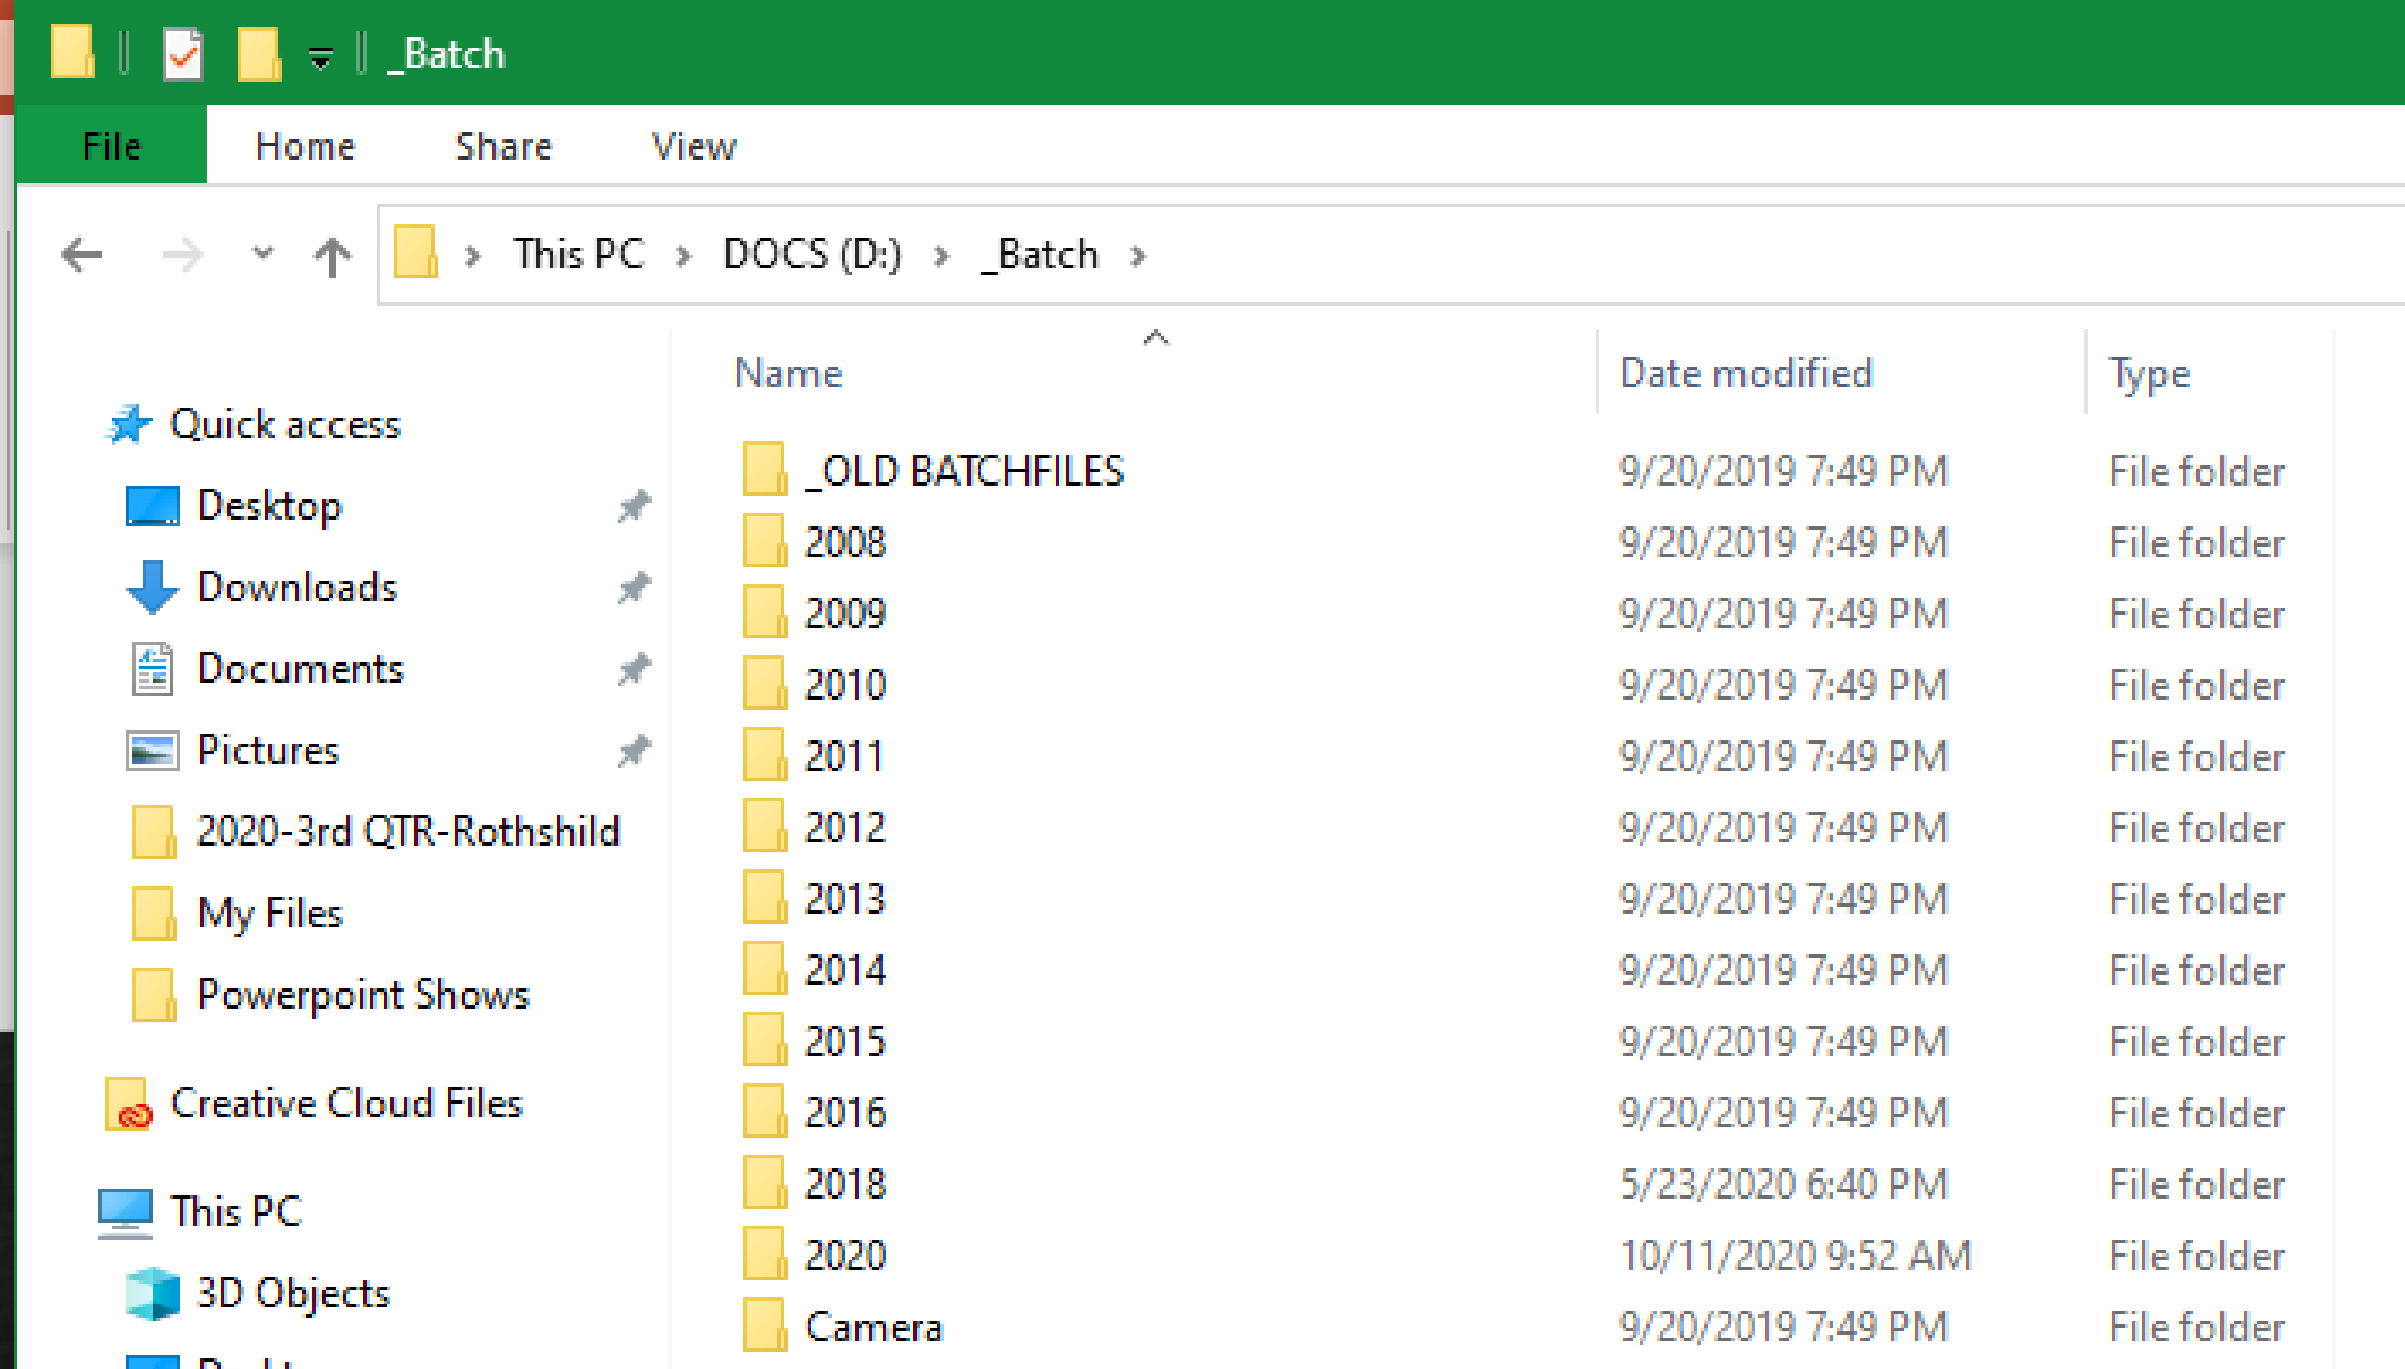 _Batch
File Home Share View
This PC DOCS (D:) _Batch
Name Date modified Type
Quick access
Desktop
Downloads
Documents
Pictures
2020-3rd QTR-Rothshild
My Files
Powerpoint Shows
Creative Cloud Files
This PC
3D Objects
_OLD BATCHFILES 9/20/2019 7:49 PM File folder
2008 9/20/2019 7:49 PM File folder
2009 9/20/2019 7:49 PM File folder
2010 9/20/2019 7:49 PM File folder
2011 9/20/2019 7:49 PM File folder
2012 9/20/2019 7:49 PM File folder
2013 9/20/2019 7:49 PM File folder
2014 9/20/2019 7:49 PM File folder
2015 9/20/2019 7:49 PM File folder
2016 9/20/2019 7:49 PM File folder
2018 5/23/2020 6:40 PM File folder
2020 10/11/2020 9:52 AM File folder
Camera 9/20/2019 7:49 PM File folder